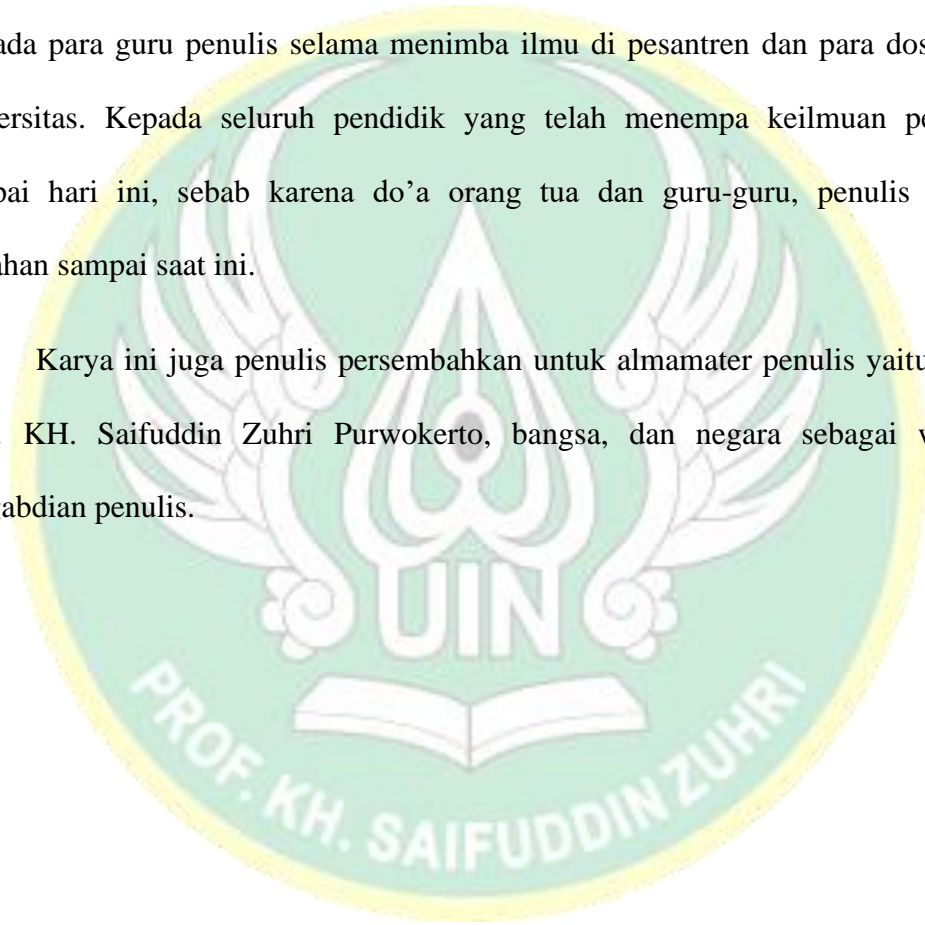 ada para guru penulis selama menimba ilmu di pesantren dan para dos
ersitas. Kepada seluruh pendidik yang telah menempa keilmuan pe
pai hari ini, sebab karena do’a orang tua dan guru-guru, penulis
ahan sampai saat ini.
Karya ini juga penulis persembahkan untuk almamater penulis yaitu
. KH. Saifuddin Zuhri Purwokerto, bangsa, dan negara sebagai w
gabdian penulis.
UIN
PROF. KH. SAIFUDDIN ZUHRI